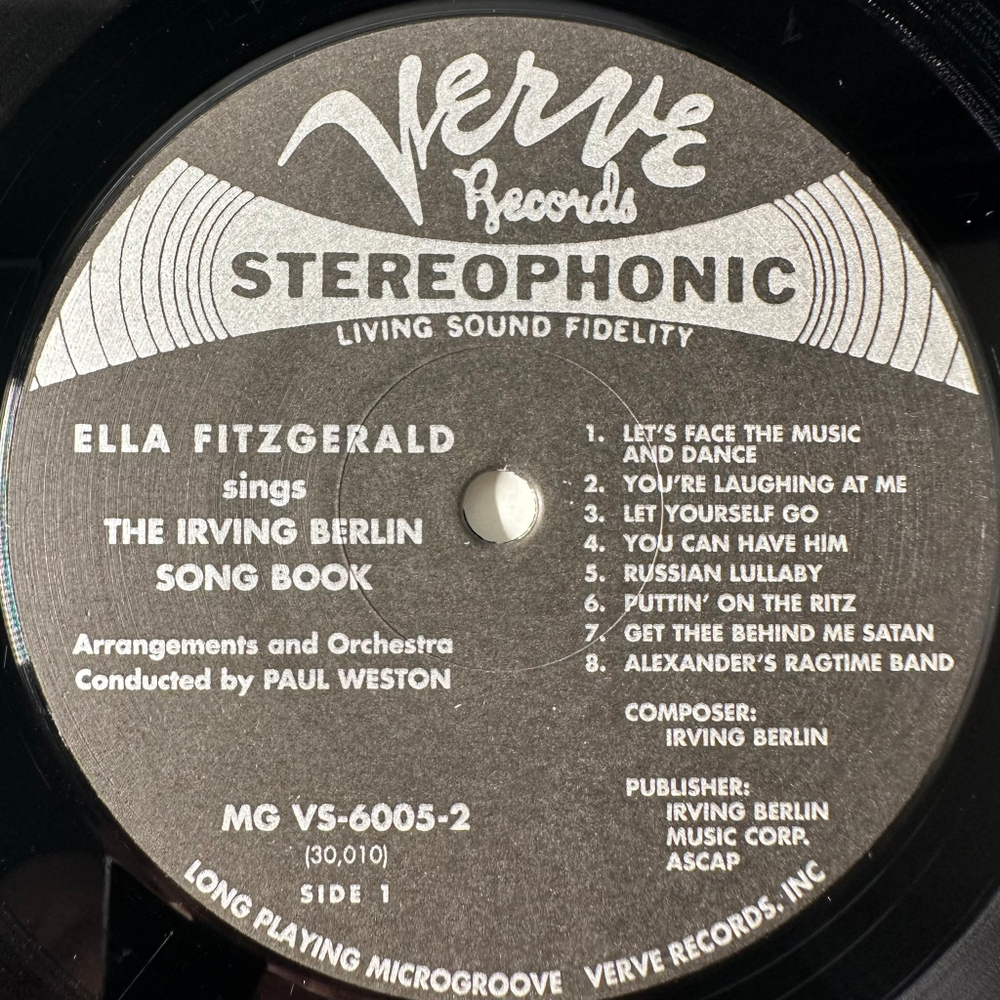 Verve
Records
STEREOPHONIC
LIVING SOUND FIDELITY
ELLA FITZGERALD
sings
THE IRVING BERLIN
SONG BOOK
Arrangements and Orchestra
Conducted by PAUL WESTON
MG VS-6005-2
(30,010)
SIDE 1
1. LET'S FACE THE MUSIC
AND DANCE
2. YOU'RE LAUGHING AT ME
3. LET YOURSELF GO
4. YOU CAN HAVE HIM
5. RUSSIAN LULLABY
6. PUTTIN' ON THE RITZ
7. GET THEE BEHIND ME SATAN
8. ALEXANDER'S RAGTIME BAND
COMPOSER:
IRVING BERLIN
PUBLISHER:
IRVING BERLIN
MUSIC CORP.
ASCAP
LONG PLAYING MICROGROOVE VERVE RECORDS, INC